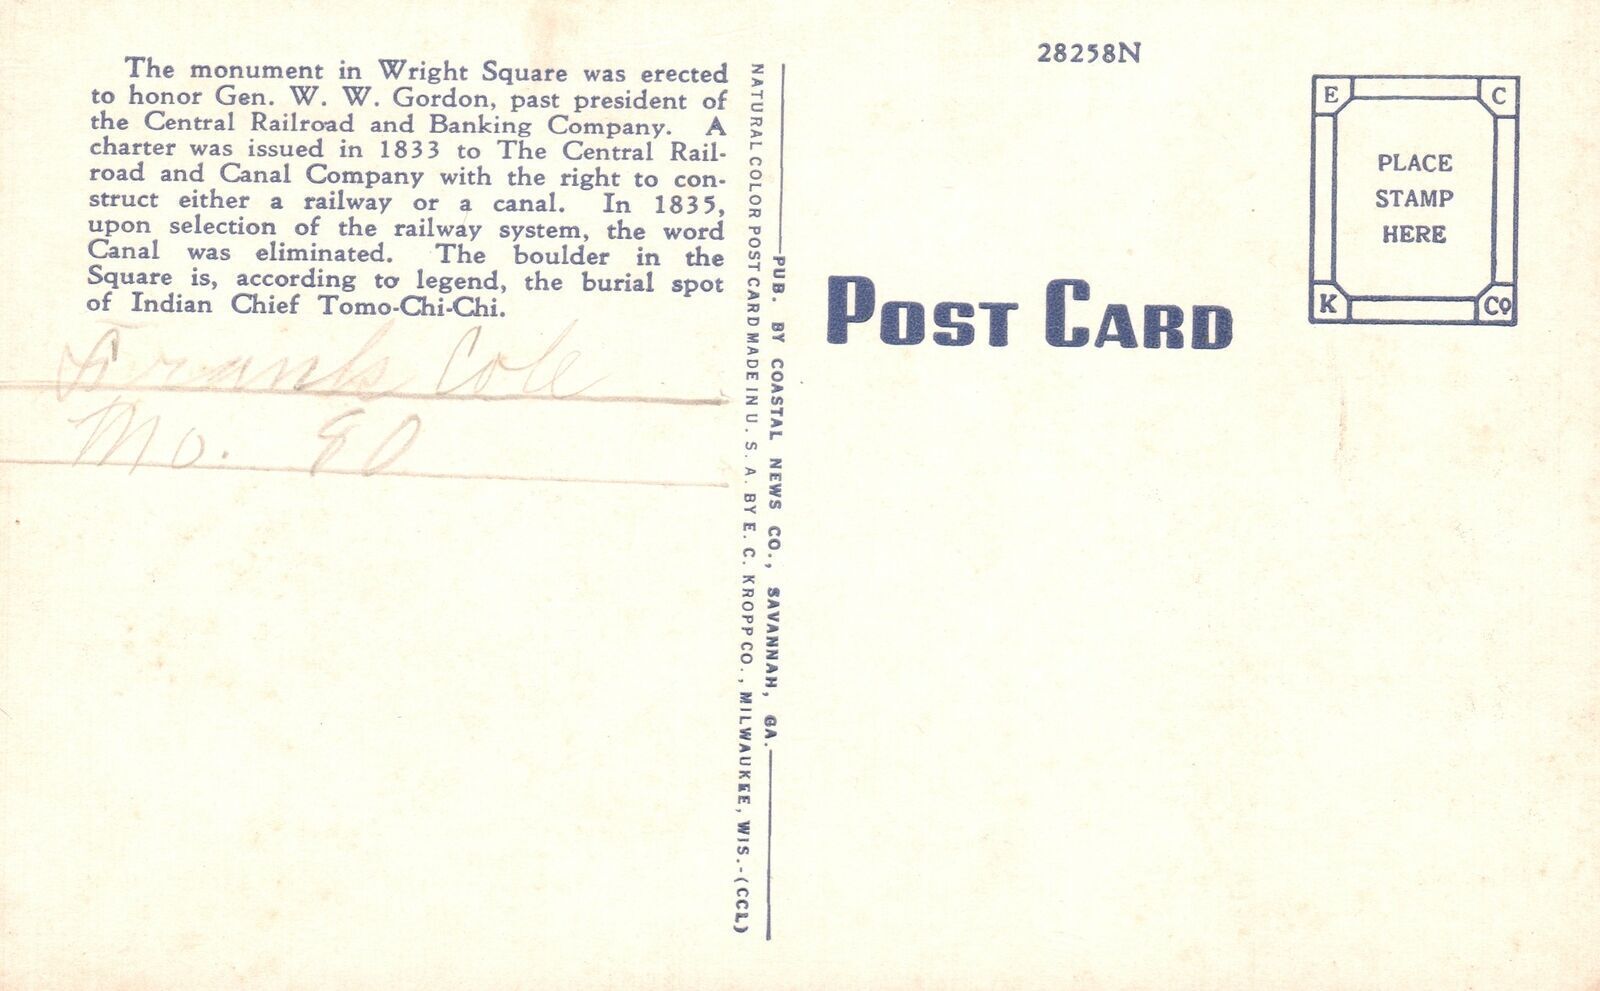 The monument in Wright Square was erected
to honor Gen. W. W. Gordon, past president of
the Central Railroad and Banking Company. A
charter was issued in 1833 to The Central Rail-
road and Canal Company with the right to con-
struct either a railway or a canal. In 1835,
upon selection of the railway system, the word
Canal was eliminated. The boulder in the
Square is, according to legend, the burial spot
of Indian Chief Tomo-Chi-Chi.
Frank Cole
Mo. 80
NATURAL COLOR POST CARD MADE IN U. S. A. BY E. C. KROPP CO., MILWAUKEE, WIS.-(CCL)
PUB. BY COASTAL NEWS CO., SAVANNAH, GA.
28258N
POST CARD
E C
PLACE
STAMP
HERE
K CO